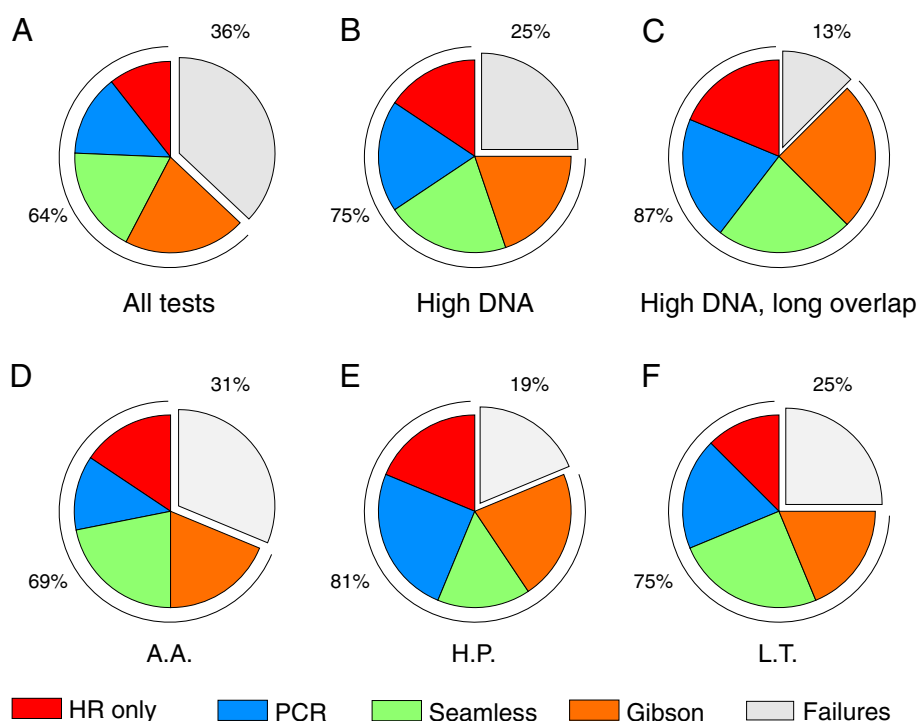 A 36% B 25% C 13%
64% 75% 87%
All tests High DNA High DNA, long overlap
D 31% E 19% F 25%
69% 81% 75%
A.A. H.P. L.T.
HR only PCR Seamless Gibson Failures